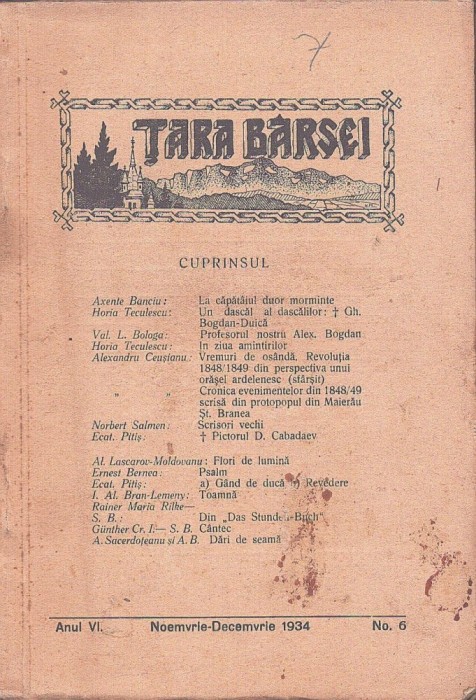 7
ȚARA BÂRSEI
CUPRINSUL
Axente Banciu: La căpătâiul duor morminte
Horia Teculescu: Un dascăl al dascălilor: † Gh.
Bogdan-Duică
Val. L. Bologa: Profesorul nostru Alex. Bogdan
Horia Teculescu: In ziua amintirilor
Alexandru Ceușianu: Vremuri de osândă. Revoluția
1848/1849 din perspectiva unui
orășel ardelenesc (sfârșit)
" " Cronica evenimentelor din 1848/49
scrisă din protopopul din Maierău
Șt. Branea
Norbert Salmen: Scrisori vechi
Ecat. Pitiș: † Pictorul D. Cabadaev
Al. Lascarov-Moldovanu: Flori de lumină
Ernest Bernea: Psalm
Ecat. Pitiș: a) Gând de ducă b) Revedere
I. Al. Bran-Lemeny: Toamnă
Rainer Maria Rilke—
S. B.: Din „Das Stunden-Buch"
Günther Cr. I.— S. B. Cântec
A. Sacerdoțeanu și A. B. Dări de seamă
Anul VI. Noemvrie-Decemvrie 1934 No. 6